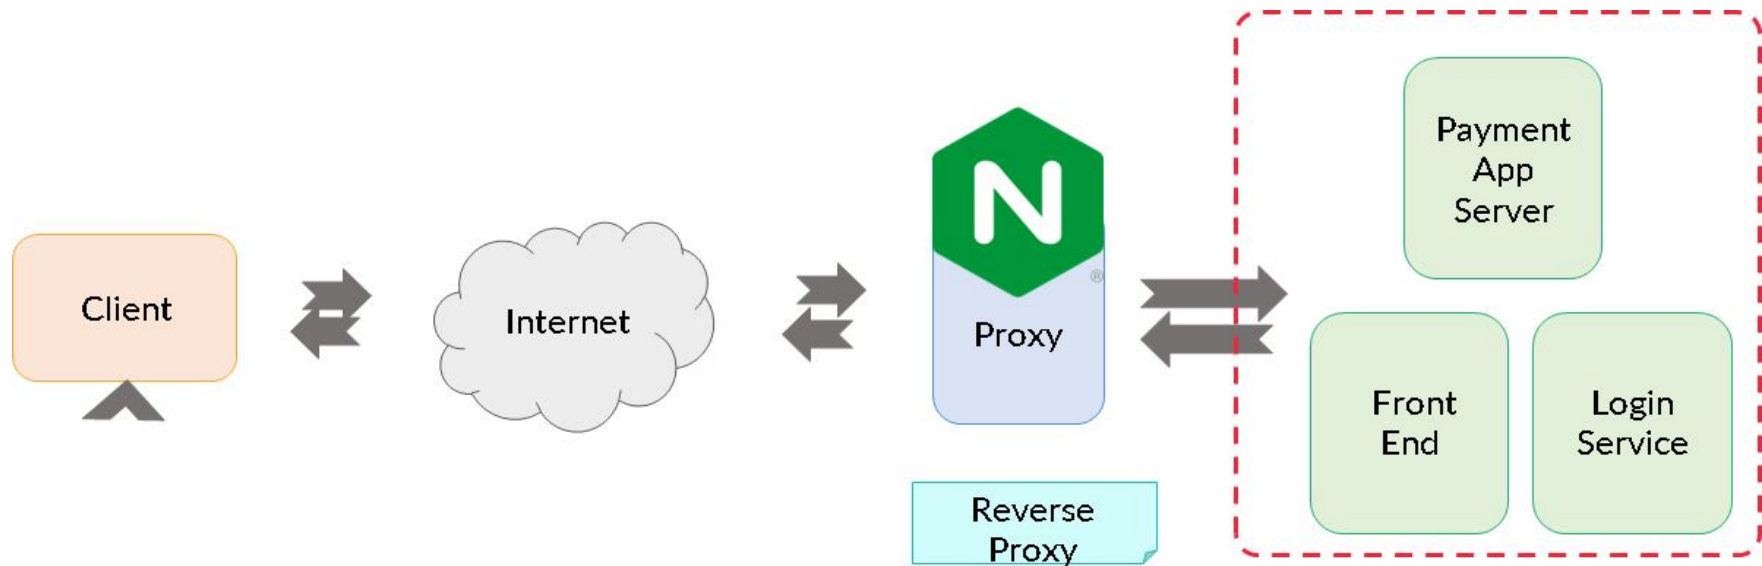 Client
Internet
N
®
Proxy
Reverse
Proxy
Payment
App
Server
Front
End
Login
Service